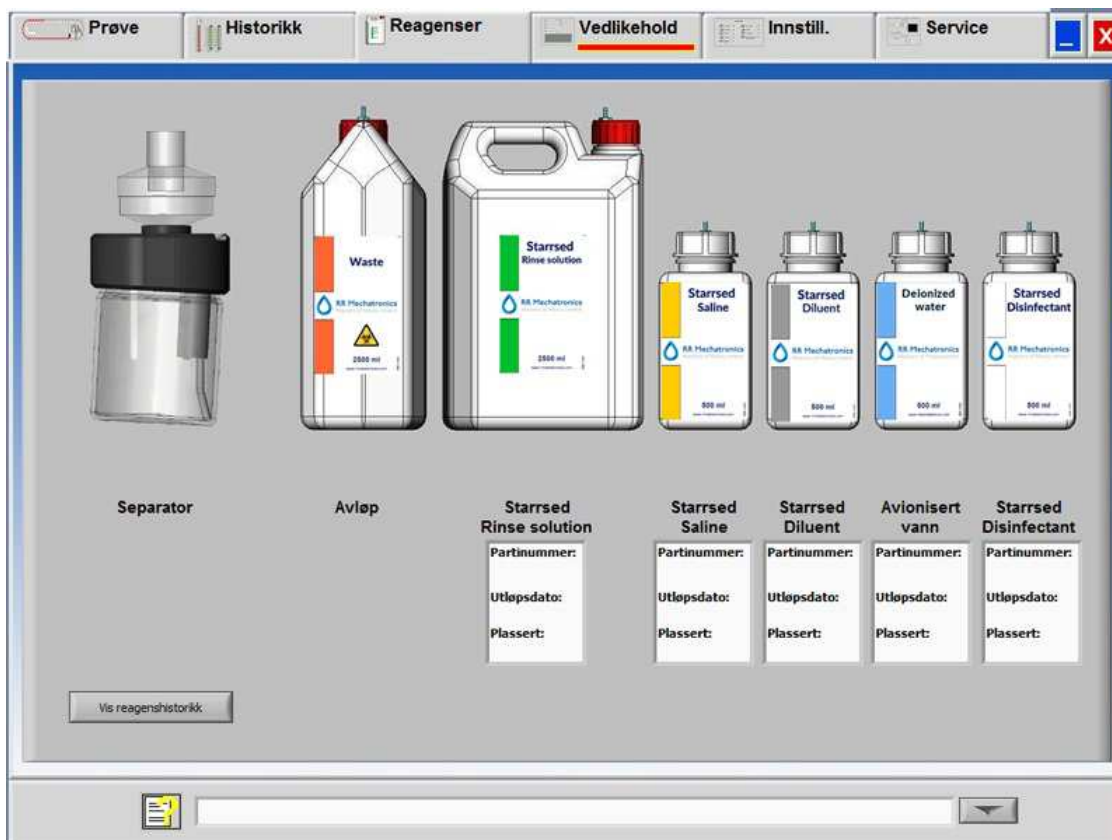 Prøve
Historikk
Reagenser
Vedlikehold
Innstill.
Service
X
Waste
RR Mechatronics
2500 ml
Starrsed
Rinse solution
RR Mechatronics
2500 ml
Starrsed
Saline
RR Mechatronics
500 ml
Starrsed
Diluent
RR Mechatronics
500 ml
Deionized
water
RR Mechatronics
500 ml
Starrsed
Disinfectant
RR Mechatronics
500 ml
Separator
Avløp
Starrsed
Rinse solution
Starrsed
Saline
Starrsed
Diluent
Avionisert
vann
Starrsed
Disinfectant
Partinummer:
Utløpsdato:
Plassert:
Partinummer:
Utløpsdato:
Plassert:
Partinummer:
Utløpsdato:
Plassert:
Partinummer:
Utløpsdato:
Plassert:
Partinummer:
Utløpsdato:
Plassert:
Vis reagenshistorikk